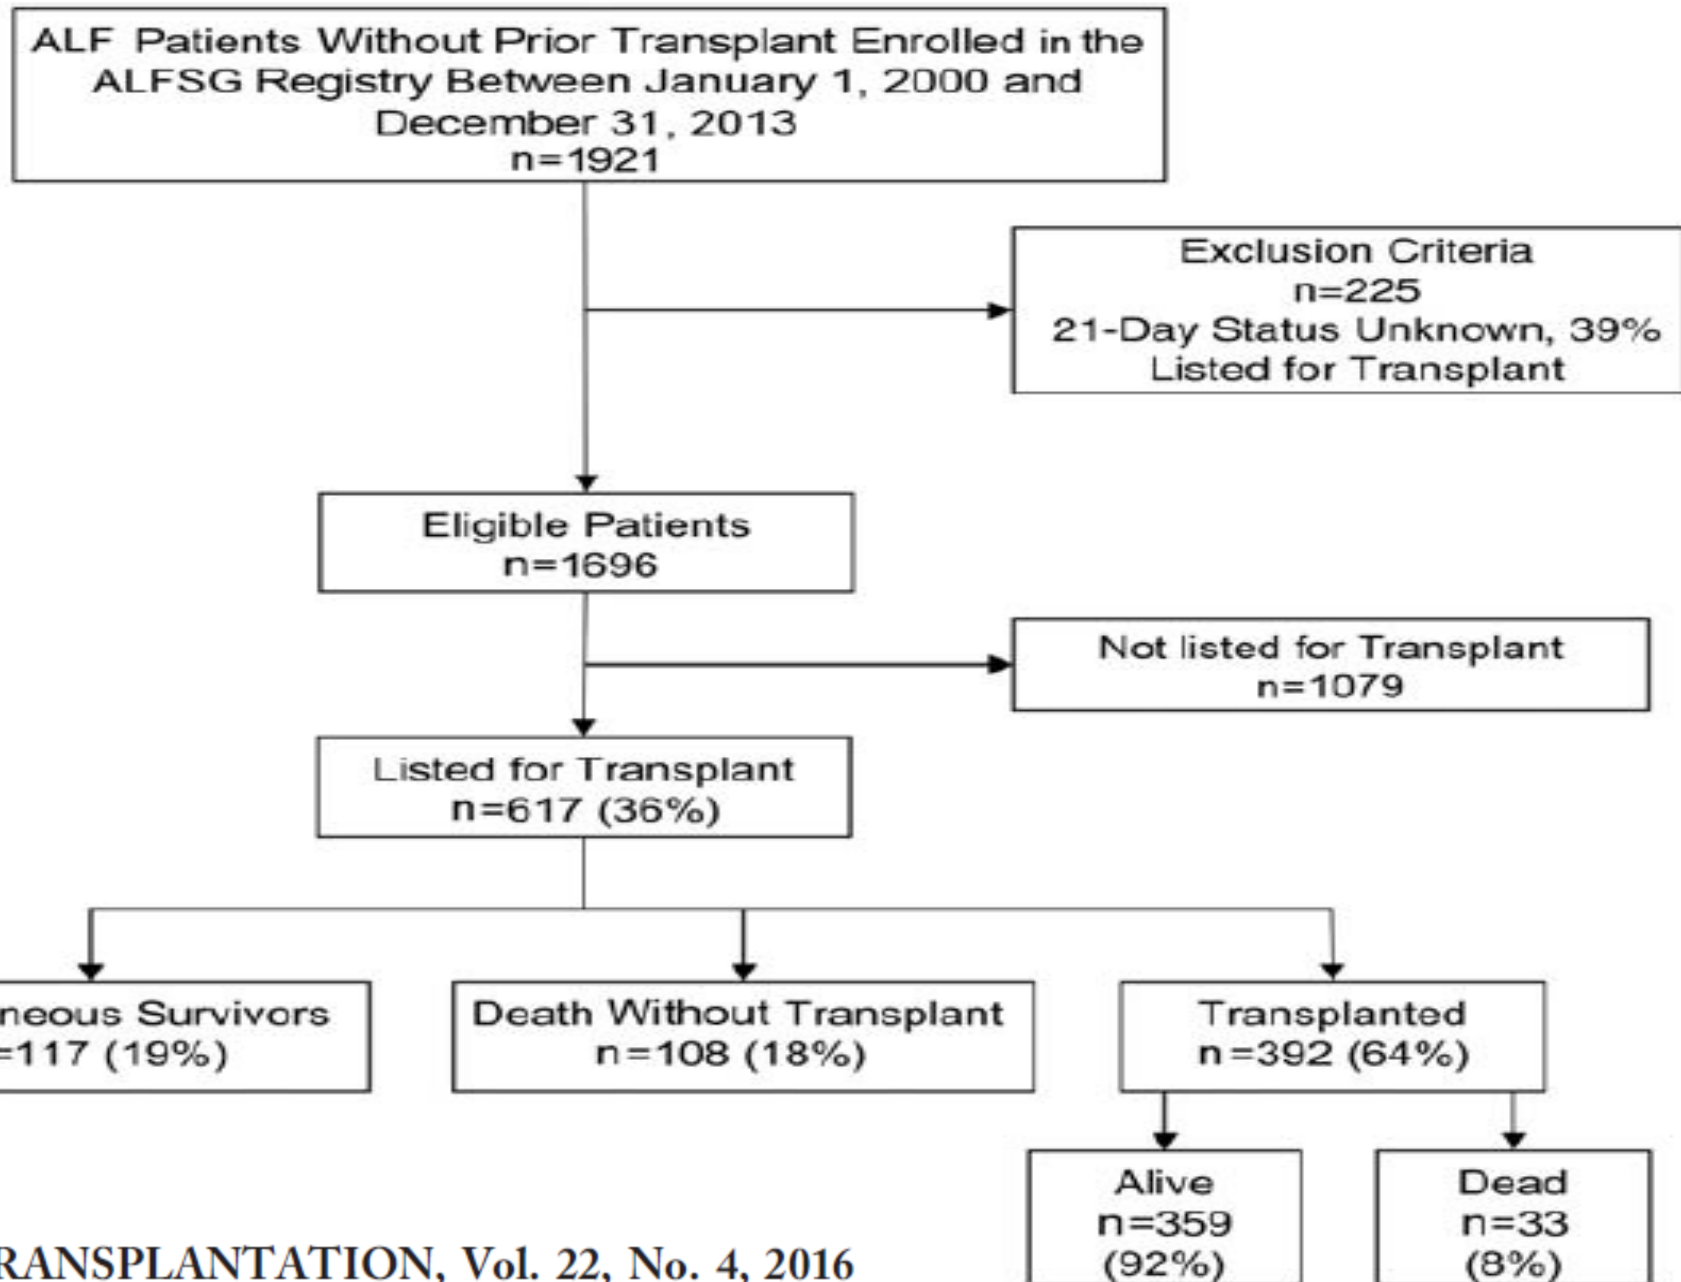 ALF Patients Without Prior Transplant Enrolled in the
ALFSG Registry Between January 1, 2000 and
December 31, 2013
n=1921
Exclusion Criteria
n=225
21-Day Status Unknown, 39%
Listed for Transplant
Eligible Patients
n=1696
Not listed for Transplant
n=1079
Listed for Transplant
n=617 (36%)
neous Survivors
=117 (19%)
Death Without Transplant
n=108 (18%)
Transplanted
n=392 (64%)
Alive
n=359
(92%)
Dead
n=33
(8%)
RANSPLANTATION, Vol. 22, No. 4, 2016